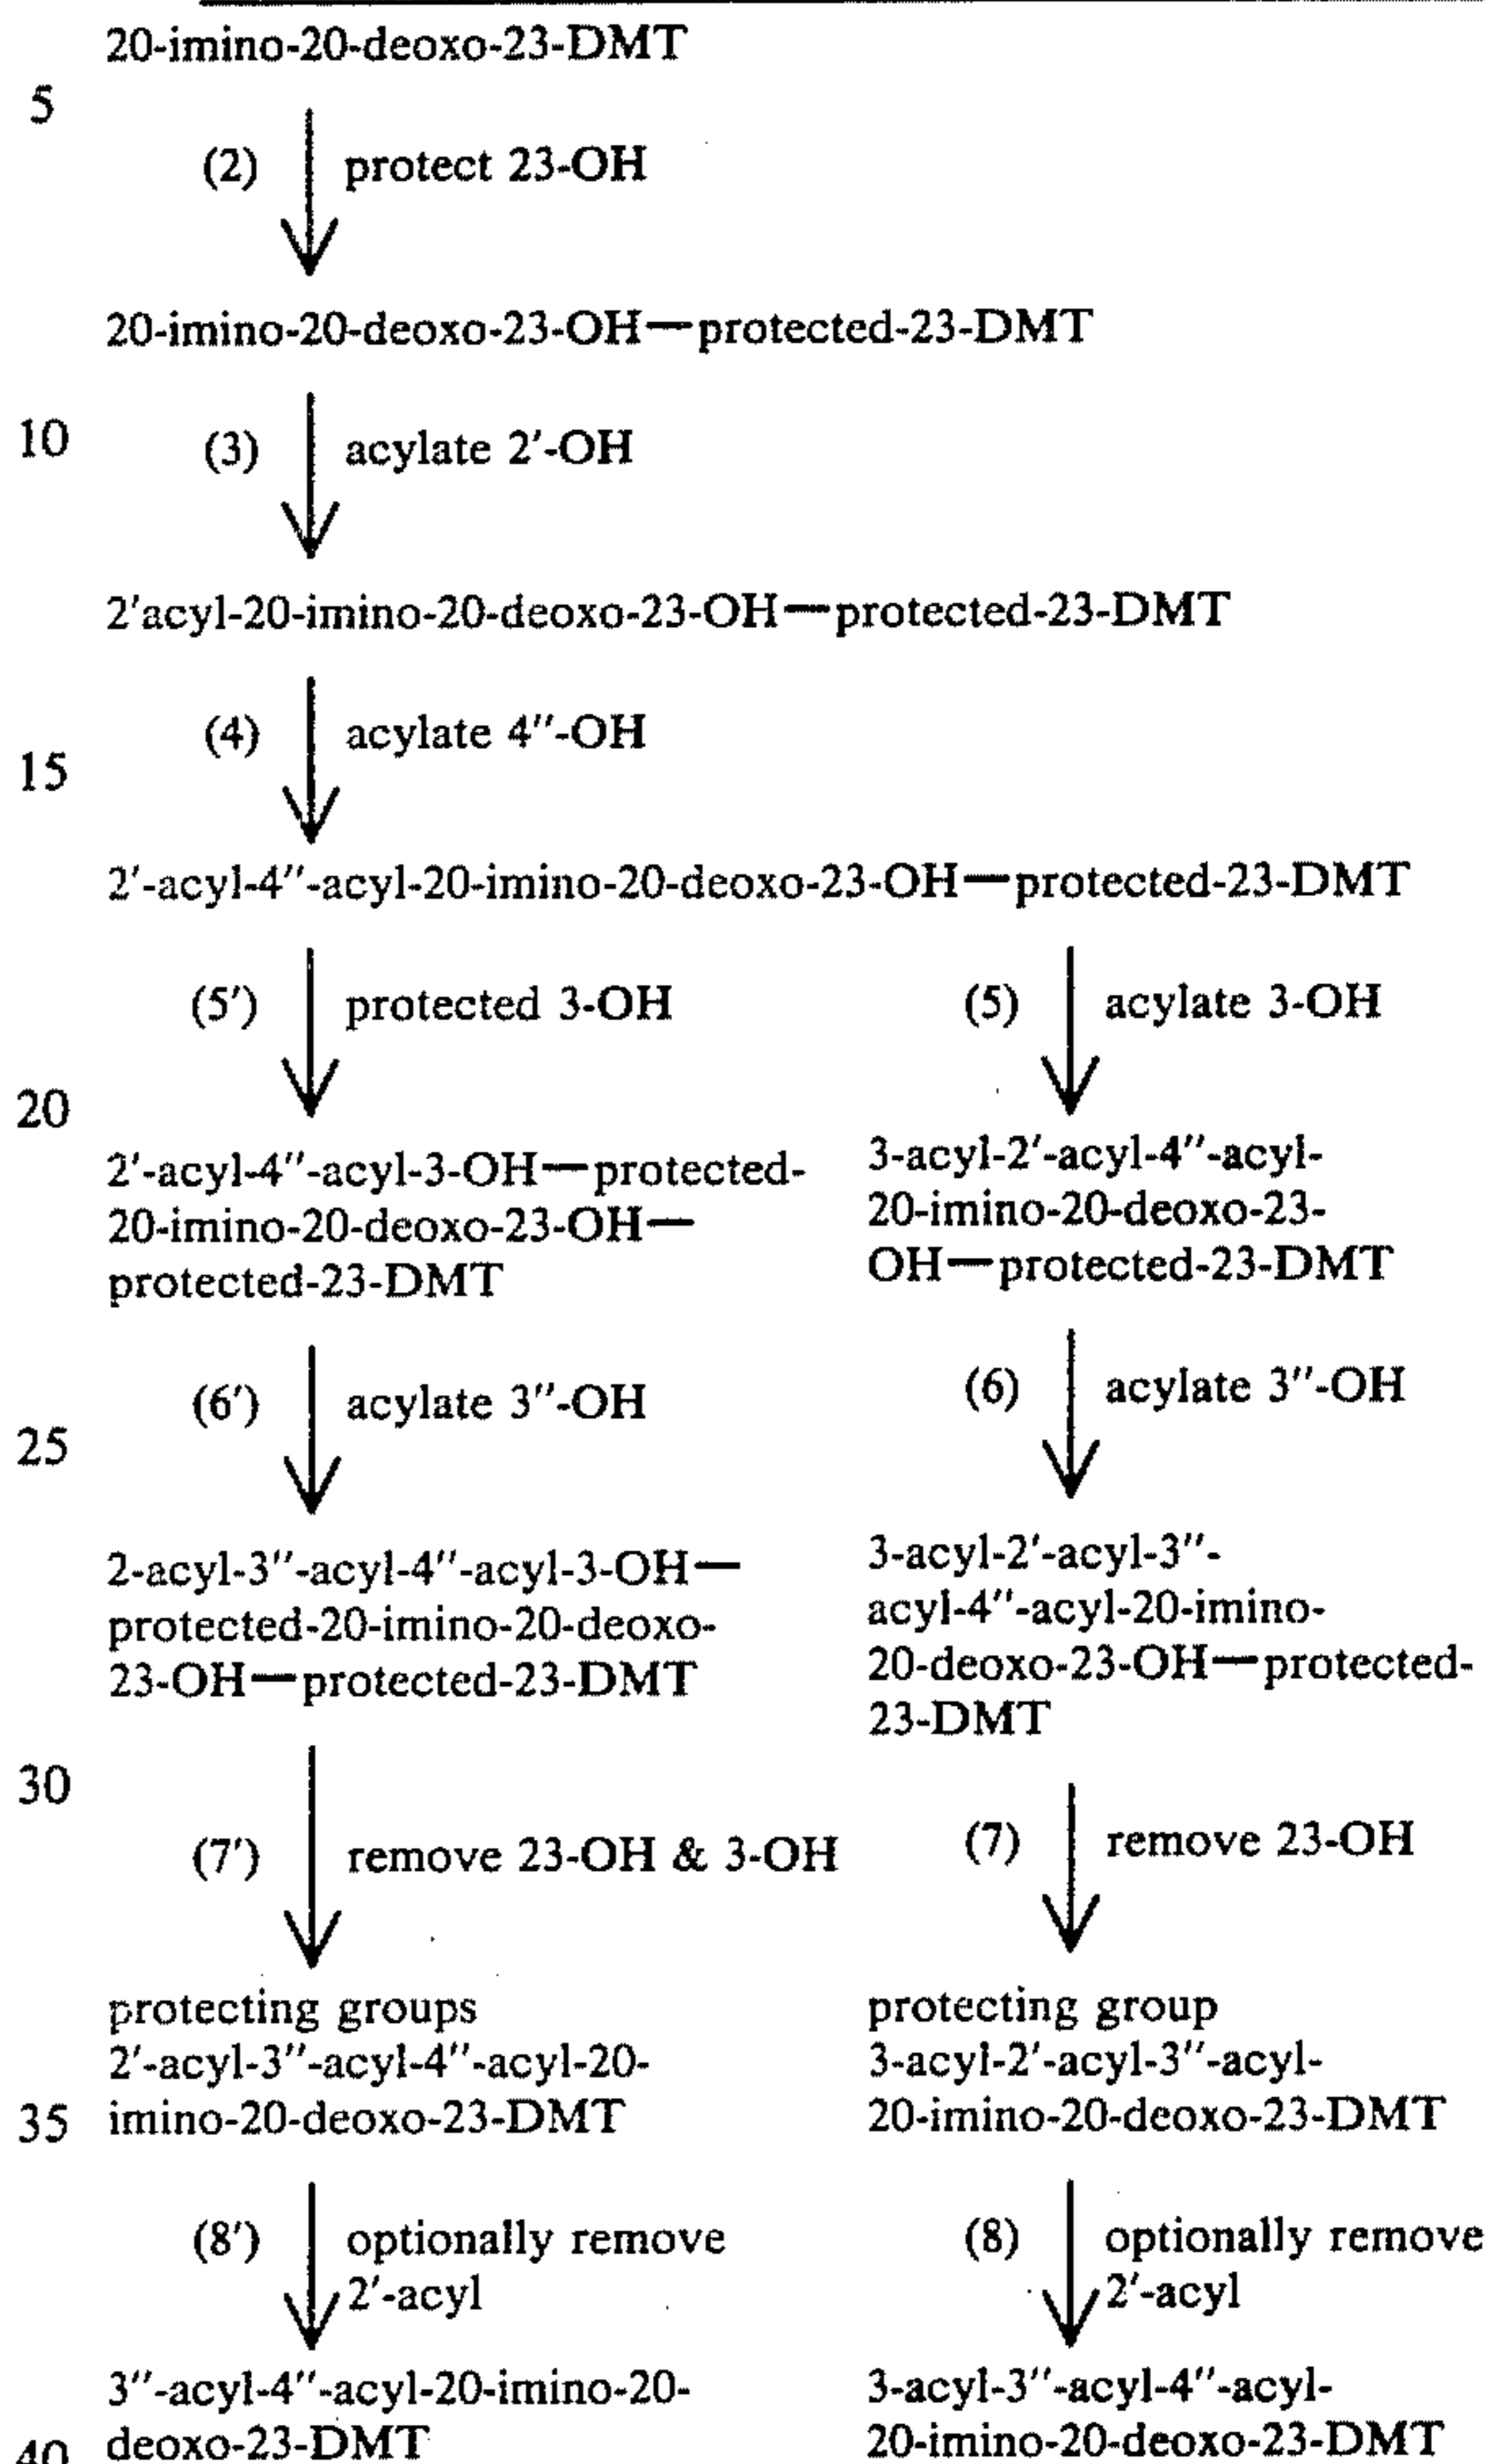 20-imino-20-deoxo-23-DMT
5
(2) protect 23-OH
20-imino-20-deoxo-23-OH—protected-23-DMT
10 (3) acylate 2'-OH
2'acyl-20-imino-20-deoxo-23-OH—protected-23-DMT
(4) acylate 4''-OH
15
2'-acyl-4''-acyl-20-imino-20-deoxo-23-OH—protected-23-DMT
(5') protected 3-OH (5) acylate 3-OH
20
2'-acyl-4''-acyl-3-OH—protected-
20-imino-20-deoxo-23-OH—
protected-23-DMT
3-acyl-2'-acyl-4''-acyl-
20-imino-20-deoxo-23-
OH—protected-23-DMT
(6') acylate 3''-OH (6) acylate 3''-OH
25
2-acyl-3''-acyl-4''-acyl-3-OH—
protected-20-imino-20-deoxo-
23-OH—protected-23-DMT
3-acyl-2'-acyl-3''-
acyl-4''-acyl-20-imino-
20-deoxo-23-OH—protected-
23-DMT
30
(7') remove 23-OH & 3-OH (7) remove 23-OH
protecting groups
2'-acyl-3''-acyl-4''-acyl-20-
35 imino-20-deoxo-23-DMT
protecting group
3-acyl-2'-acyl-3''-acyl-
20-imino-20-deoxo-23-DMT
(8') optionally remove
2'-acyl
(8) optionally remove
2'-acyl
3''-acyl-4''-acyl-20-imino-20-
40 deoxo-23-DMT
3-acyl-3''-acyl-4''-acyl-
20-imino-20-deoxo-23-DMT